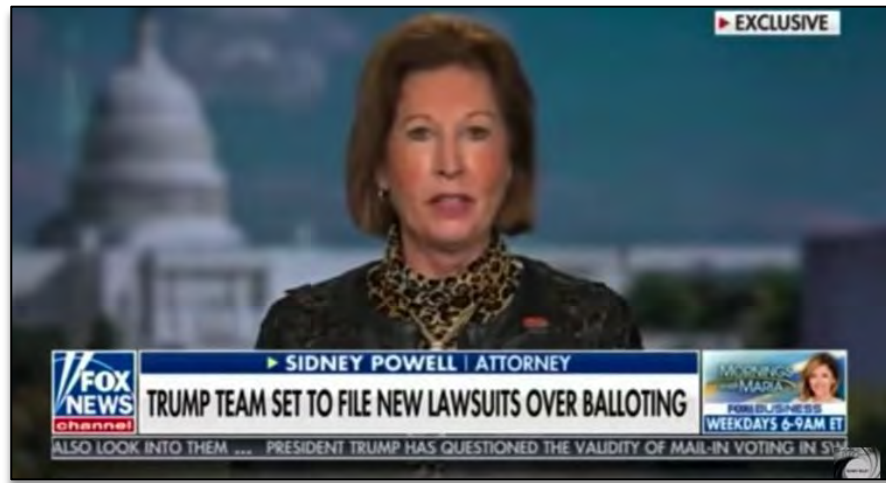 EXCLUSIVE
SIDNEY POWELL | ATTORNEY
FOX
NEWS
channel
TRUMP TEAM SET TO FILE NEW LAWSUITS OVER BALLOTING
MORNINGS
WITH MARIA
FOX BUSINESS
WEEKDAYS 6-9AM ET
ALSO LOOK INTO THEM ... PRESIDENT TRUMP HAS QUESTIONED THE VALIDITY OF MAIL-IN VOTING IN